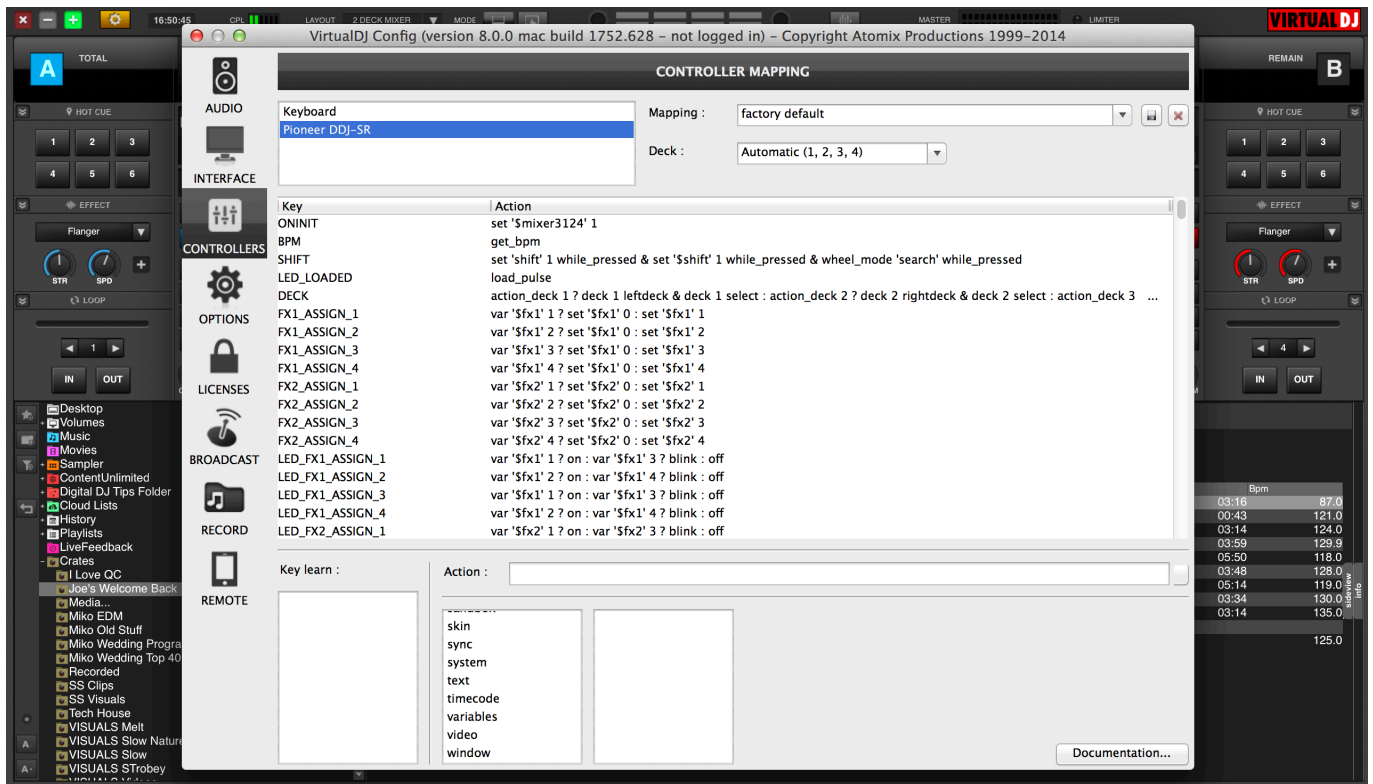 16:50:45 CPL LAYOUT 2 DECK MIXER MODE MASTER LIMITER VIRTUAL DJ
VirtualDJ Config (version 8.0.0 mac build 1752.628 – not logged in) – Copyright Atomix Productions 1999-2014
A TOTAL
REMAIN B
HOT CUE
1 2 3
4 5 6
EFFECT
Flanger
STR SPD
LOOP
1
IN OUT
AUDIO
INTERFACE
CONTROLLERS
OPTIONS
LICENSES
BROADCAST
RECORD
REMOTE
CONTROLLER MAPPING
Keyboard
Pioneer DDJ-SR
Mapping : factory default
Deck : Automatic (1, 2, 3, 4)
Key Action
ONINIT set '$mixer3124' 1
BPM get_bpm
SHIFT set 'shift' 1 while_pressed & set '$shift' 1 while_pressed & wheel_mode 'search' while_pressed
LED_LOADED load_pulse
DECK action_deck 1 ? deck 1 leftdeck & deck 1 select : action_deck 2 ? deck 2 rightdeck & deck 2 select : action_deck 3 ...
FX1_ASSIGN_1 var '$fx1' 1 ? set '$fx1' 0 : set '$fx1' 1
FX1_ASSIGN_2 var '$fx1' 2 ? set '$fx1' 0 : set '$fx1' 2
FX1_ASSIGN_3 var '$fx1' 3 ? set '$fx1' 0 : set '$fx1' 3
FX1_ASSIGN_4 var '$fx1' 4 ? set '$fx1' 0 : set '$fx1' 4
FX2_ASSIGN_1 var '$fx2' 1 ? set '$fx2' 0 : set '$fx2' 1
FX2_ASSIGN_2 var '$fx2' 2 ? set '$fx2' 0 : set '$fx2' 2
FX2_ASSIGN_3 var '$fx2' 3 ? set '$fx2' 0 : set '$fx2' 3
FX2_ASSIGN_4 var '$fx2' 4 ? set '$fx2' 0 : set '$fx2' 4
LED_FX1_ASSIGN_1 var '$fx1' 1 ? on : var '$fx1' 3 ? blink : off
LED_FX1_ASSIGN_2 var '$fx1' 2 ? on : var '$fx1' 4 ? blink : off
LED_FX1_ASSIGN_3 var '$fx1' 1 ? on : var '$fx1' 3 ? blink : off
LED_FX1_ASSIGN_4 var '$fx1' 2 ? on : var '$fx1' 4 ? blink : off
LED_FX2_ASSIGN_1 var '$fx2' 1 ? on : var '$fx2' 3 ? blink : off
Key learn :
Action :
skin
sync
system
text
timecode
variables
video
window
Documentation...
HOT CUE
1 2 3
4 5 6
EFFECT
Flanger
STR SPD
LOOP
4
IN OUT
Desktop
Volumes
Music
Movies
Sampler
ContentUnlimited
Digital DJ Tips Folder
Cloud Lists
History
Playlists
LiveFeedback
Crates
I Love QC
Joe's Welcome Back
Media...
Miko EDM
Miko Old Stuff
Miko Wedding Progra
Miko Wedding Top 40
Recorded
SS Clips
SS Visuals
Tech House
VISUALS Melt
VISUALS Slow Nature
VISUALS Slow
VISUALS STrobey
Bpm
03:16 87.0
00:43 121.0
03:14 124.0
03:59 129.9
05:50 118.0
03:48 128.0
05:14 119.0
03:34 130.0
03:14 135.0
125.0
sideview
info